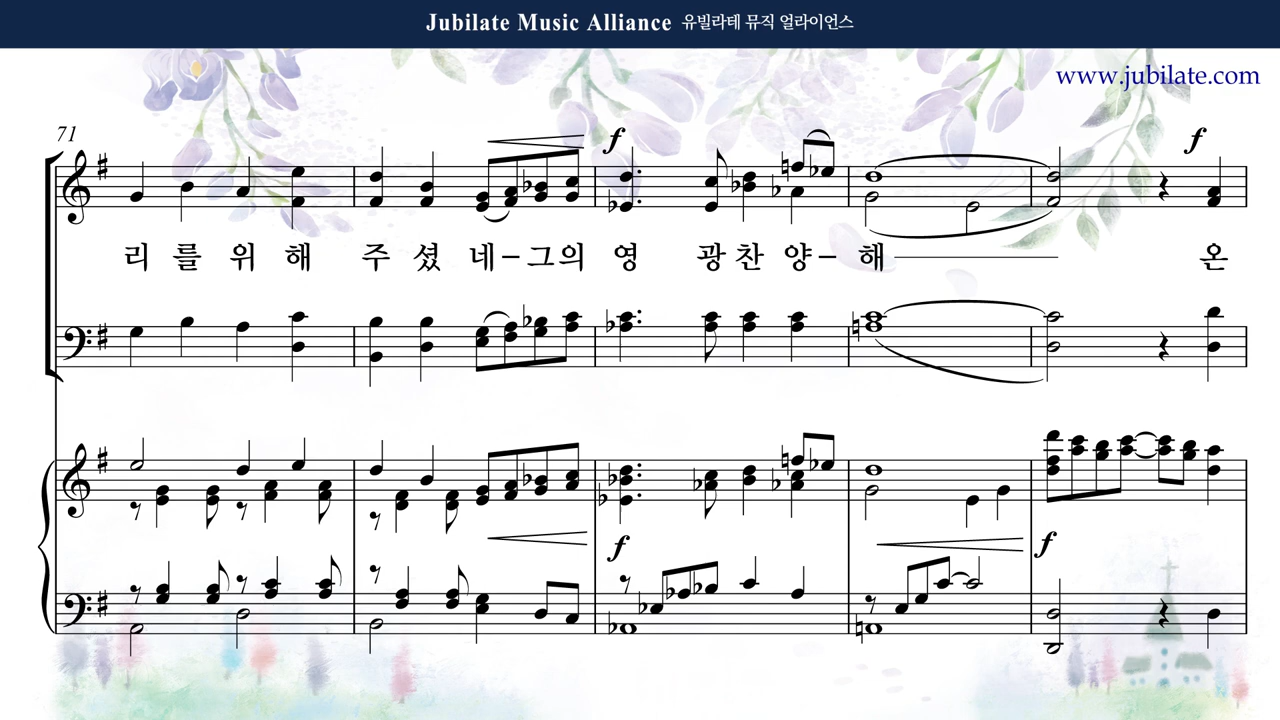 Jubilate Music Alliance 유빌라테 뮤직 얼라이언스
www.jubilate.com
71
f f
리 를 위 해 주 셨 네 - 그 의 영 광 찬 양 - 해 온
f f